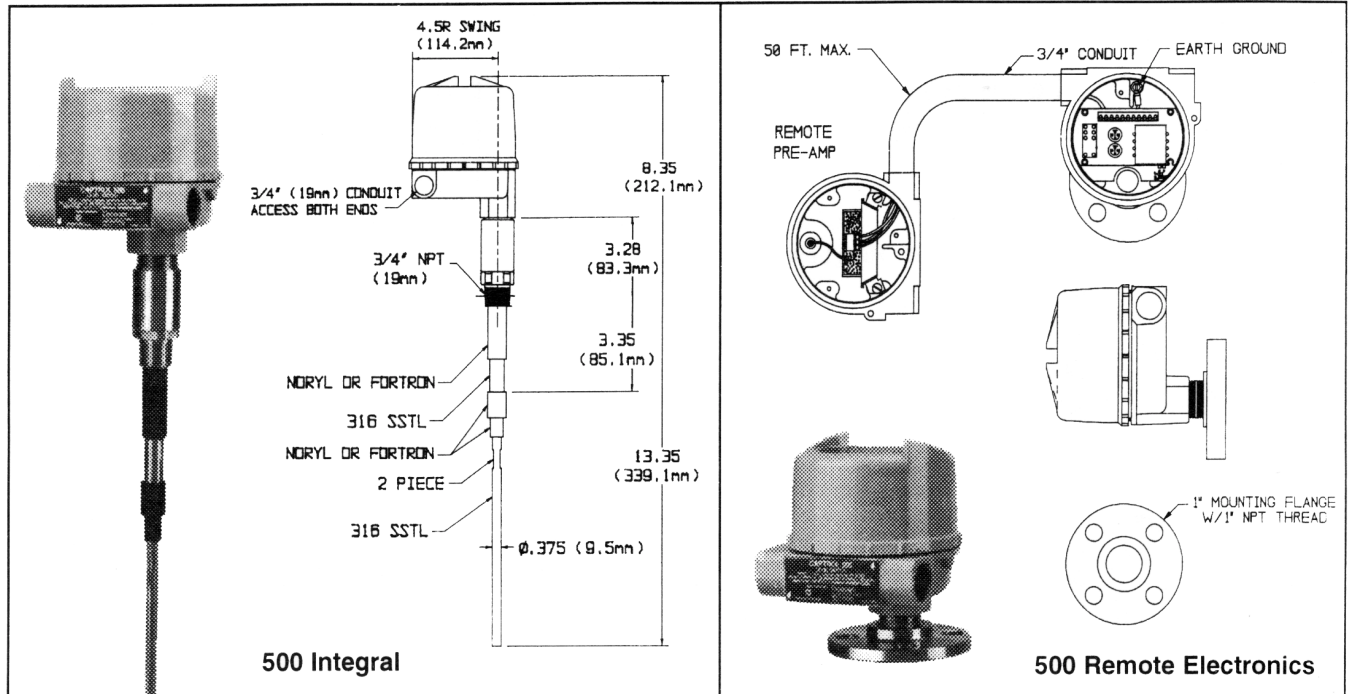 4.5R SWING
(114.2mm)
8.35
(212.1mm)
3/4" (19mm) CONDUIT
ACCESS BOTH ENDS
3.28
(83.3mm)
3/4" NPT
(19mm)
3.35
(85.1mm)
NORYL OR FORTRON
316 SSTL
NORYL OR FORTRON
13.35
(339.1mm)
2 PIECE
316 SSTL
Ø.375 (9.5mm)
500 Integral
50 FT. MAX.
3/4" CONDUIT
EARTH GROUND
REMOTE
PRE-AMP
1" MOUNTING FLANGE
W/1" NPT THREAD
500 Remote Electronics